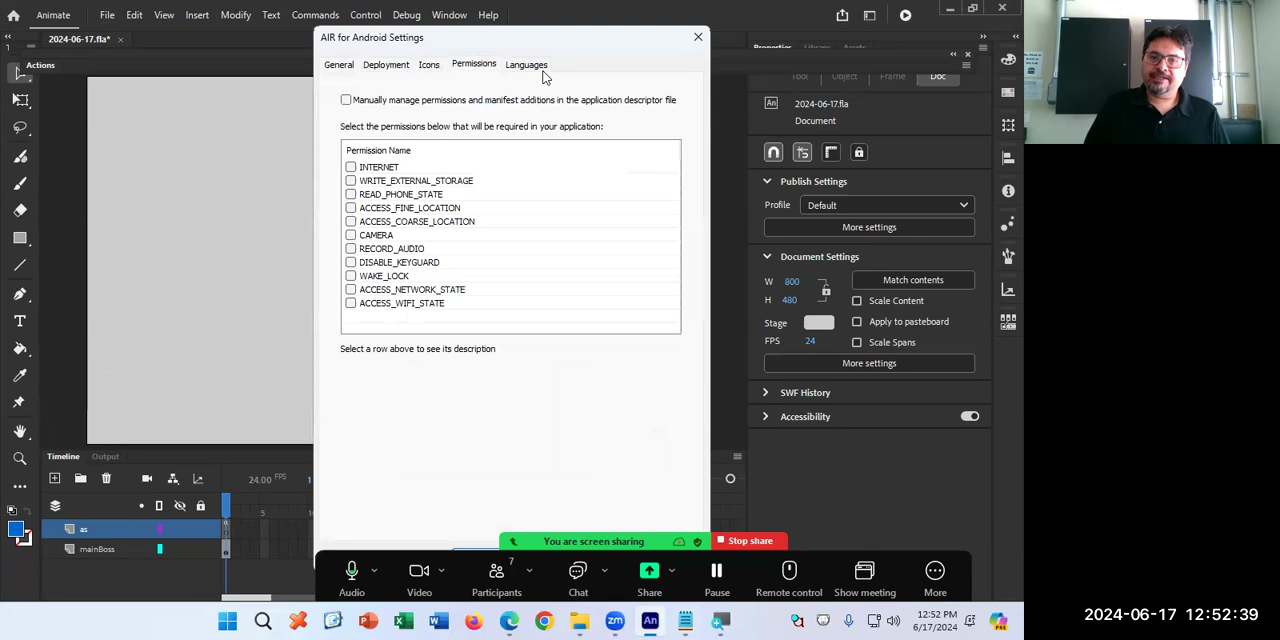 Animate File Edit View Insert Modify Text Commands Control Debug Window Help
2024-06-17.fla*
Actions
AIR for Android Settings
General Deployment Icons Permissions Languages
Manually manage permissions and manifest additions in the application descriptor file
Select the permissions below that will be required in your application:
Permission Name
INTERNET
WRITE_EXTERNAL_STORAGE
READ_PHONE_STATE
ACCESS_FINE_LOCATION
ACCESS_COARSE_LOCATION
CAMERA
RECORD_AUDIO
DISABLE_KEYGUARD
WAKE_LOCK
ACCESS_NETWORK_STATE
ACCESS_WIFI_STATE
Select a row above to see its description
Properties Library Assets
Tool Object Frame Doc
2024-06-17.fla
Document
Publish Settings
Profile Default
More settings
Document Settings
W 800 Match contents
H 480 Scale Content
Stage Apply to pasteboard
FPS 24 Scale Spans
More settings
SWF History
Accessibility
Timeline Output
24.00 FPS 1
5 10
as
mainBoss
You are screen sharing Stop share
7
Audio Video Participants Chat Share Pause Remote control Show meeting More
12:52 PM
6/17/2024
2024-06-17 12:52:39